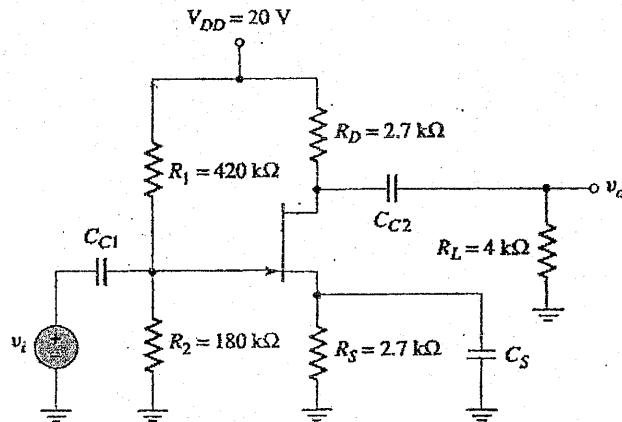 V_DD = 20 V
R_D = 2.7 kΩ
R_1 = 420 kΩ
v_o
C_C2
C_C1
R_L = 4 kΩ
v_i
+
R_2 = 180 kΩ
R_S = 2.7 kΩ
C_S